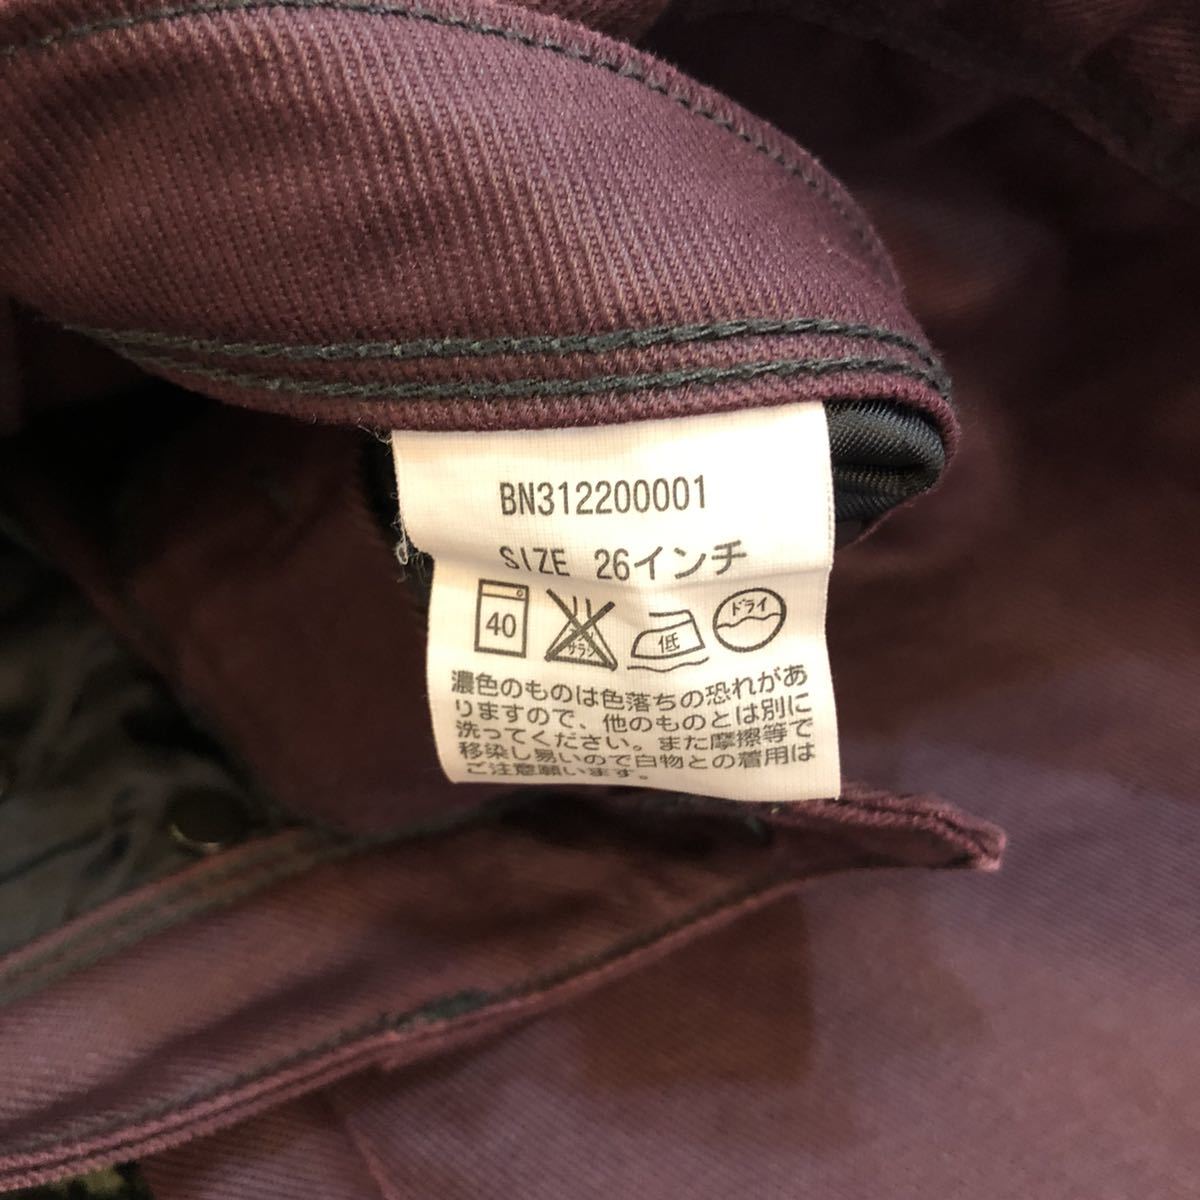 BN312200001
SIZE 26インチ
40 サラシ 低 ドライ
濃色のものは色落ちの恐れがあ
りますので、他のものとは別に
洗ってください。また摩擦等で
移染し易いので白物との着用は
ご注意願います。